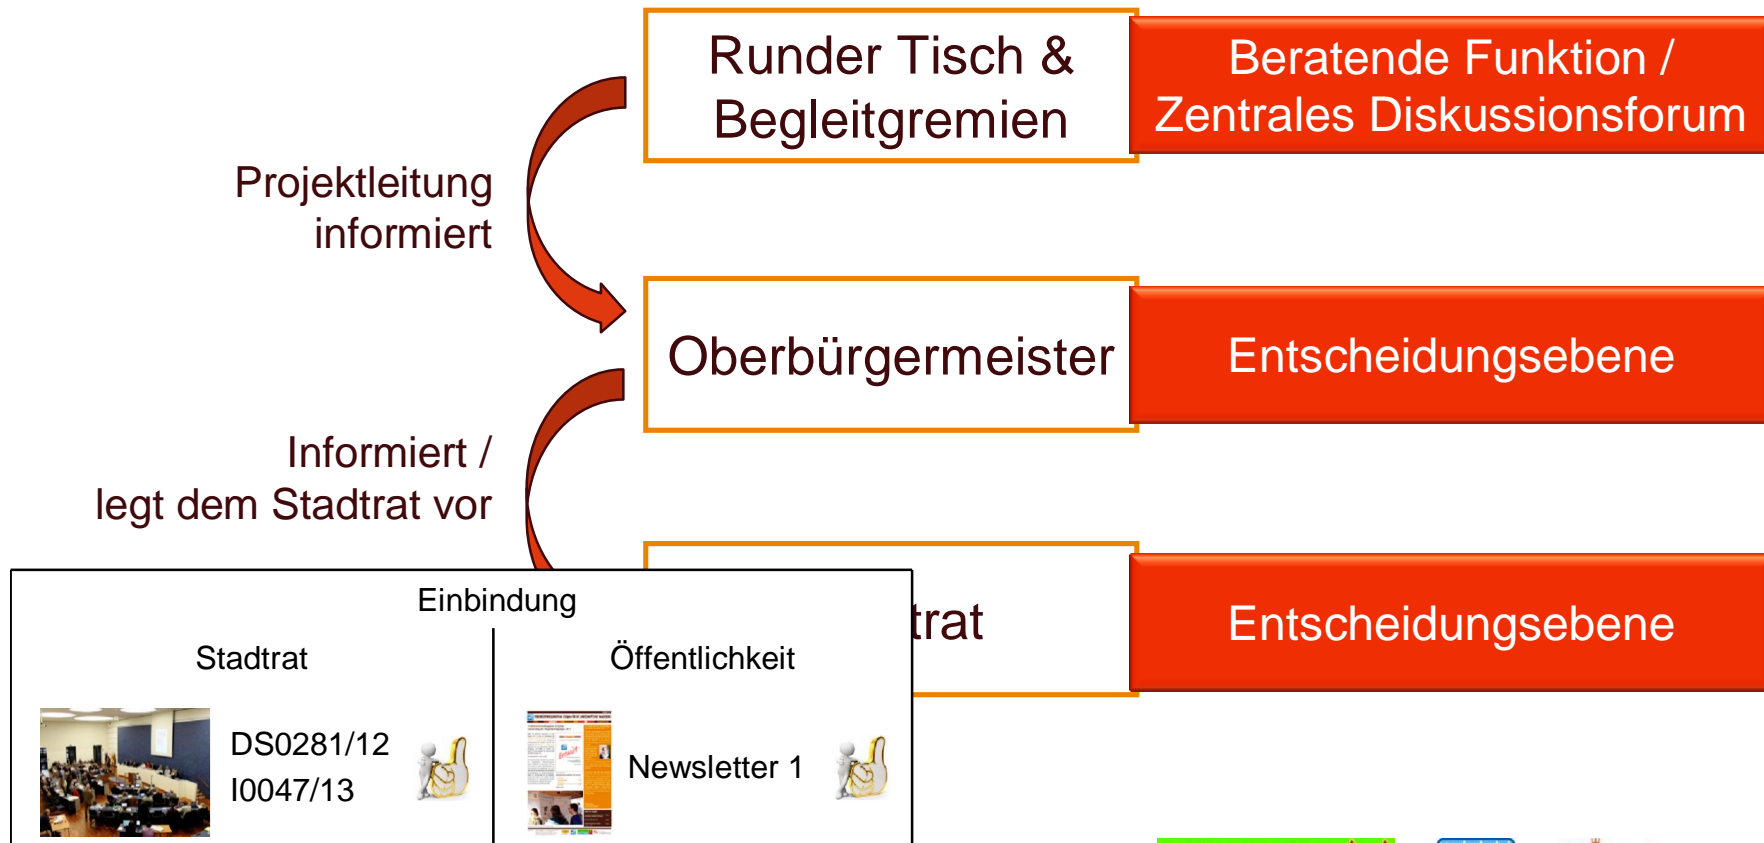 Runder Tisch &
Begleitgremien
Beratende Funktion /
Zentrales Diskussionsforum
Projektleitung
informiert
Oberbürgermeister
Entscheidungsebene
Informiert /
legt dem Stadtrat vor
trat
Entscheidungsebene
Einbindung
Stadtrat
DS0281/12
I0047/13
Öffentlichkeit
Newsletter 1